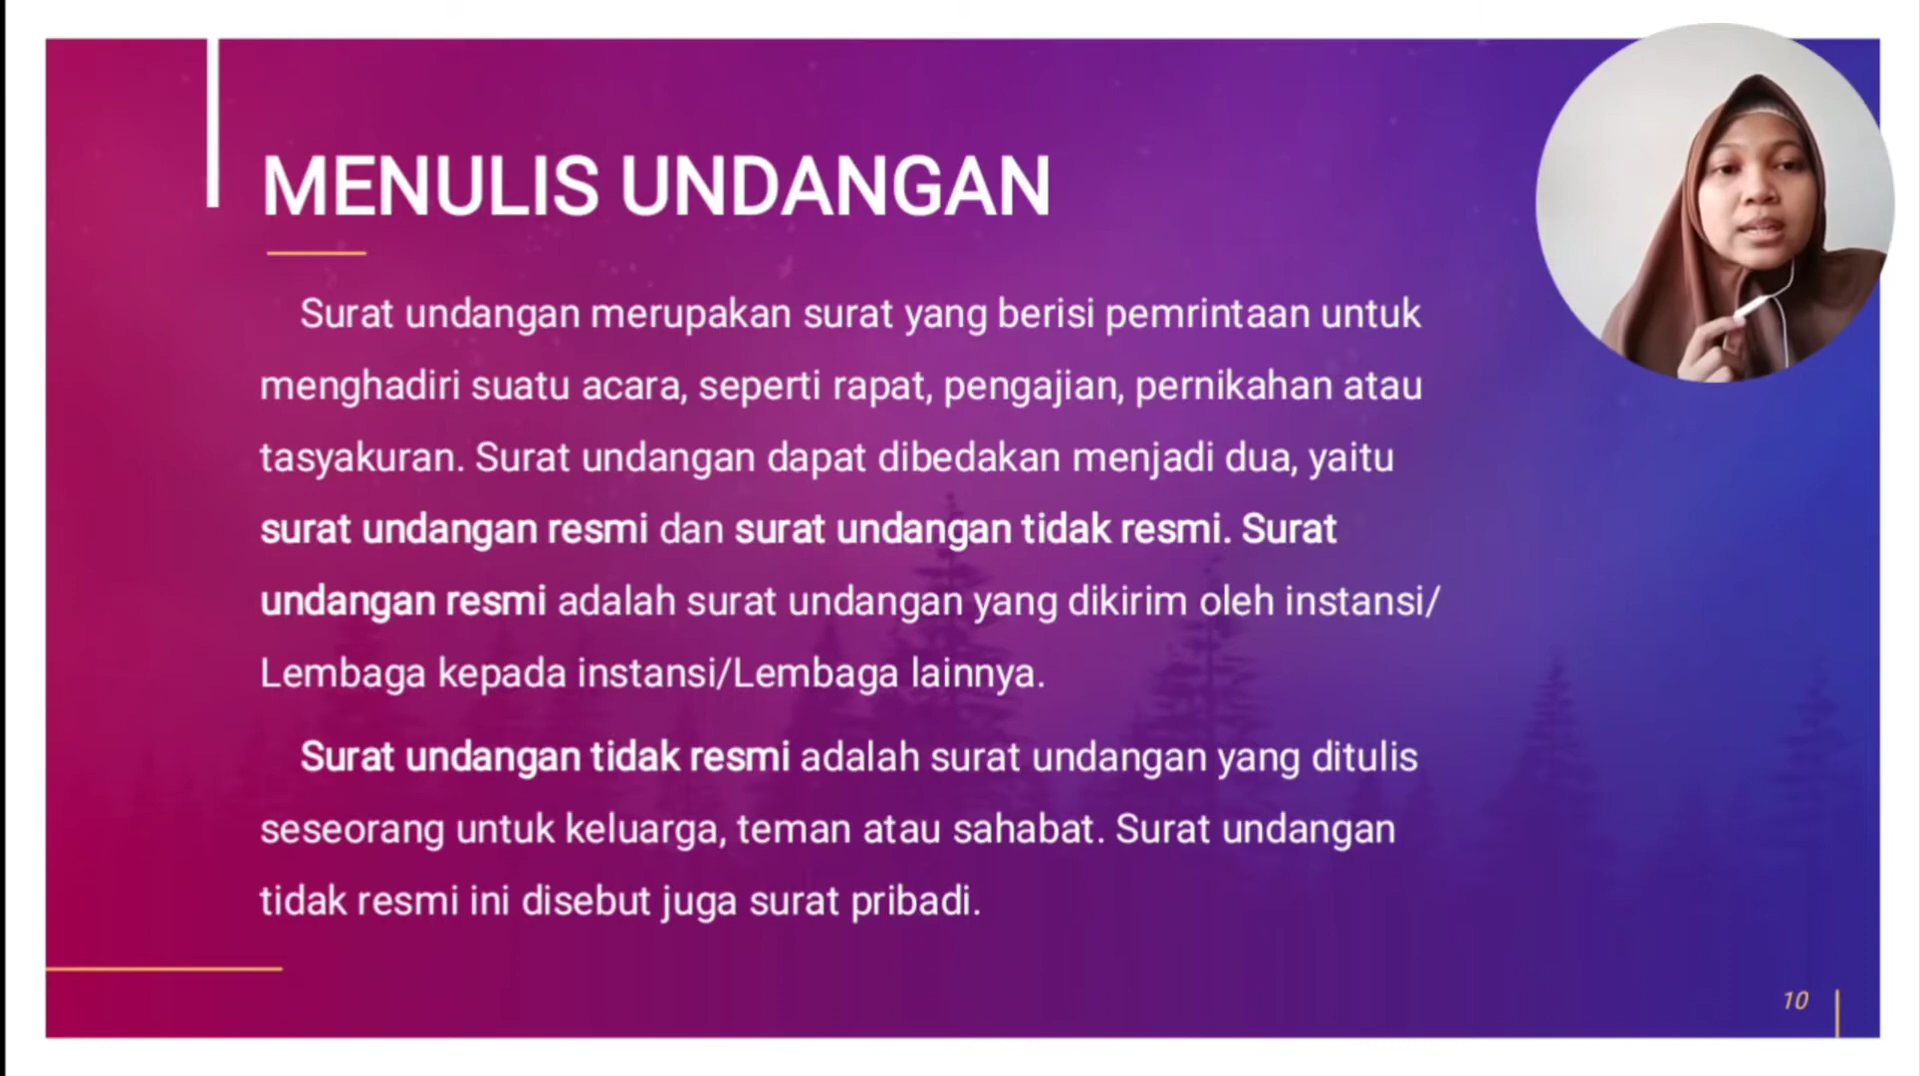 MENULIS UNDANGAN
Surat undangan merupakan surat yang berisi pemrintaan untuk
menghadiri suatu acara, seperti rapat, pengajian, pernikahan atau
tasyakuran. Surat undangan dapat dibedakan menjadi dua, yaitu
surat undangan resmi dan surat undangan tidak resmi. Surat
undangan resmi adalah surat undangan yang dikirim oleh instansi/
Lembaga kepada instansi/Lembaga lainnya.
Surat undangan tidak resmi adalah surat undangan yang ditulis
seseorang untuk keluarga, teman atau sahabat. Surat undangan
tidak resmi ini disebut juga surat pribadi.
10